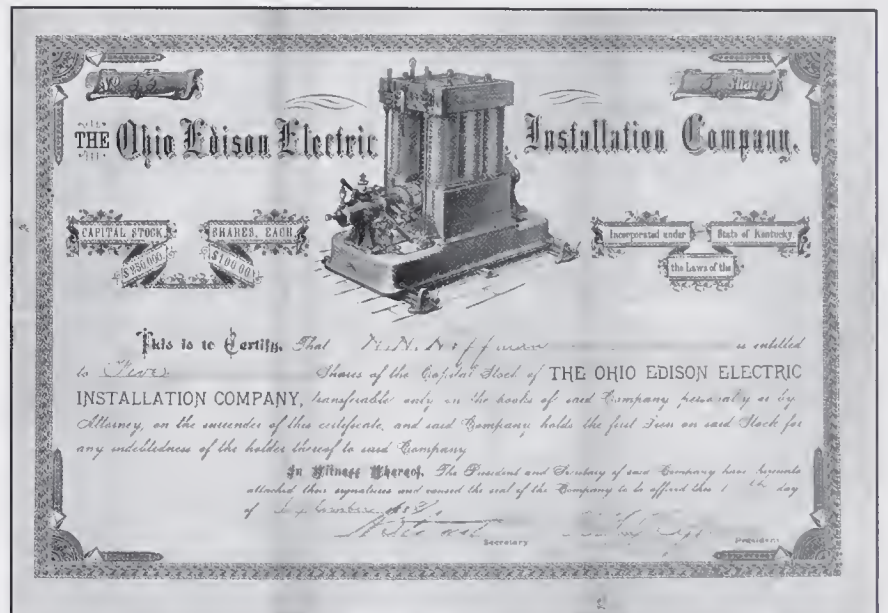 No.
Shares
THE Ohio Edison Electric Installation Company.
CAPITAL STOCK, $250,000.
SHARES, EACH $100.00.
Incorporated under the Laws of the State of Kentucky
This is to Certify, That is entitled
to Five Shares of the Capital Stock of THE OHIO EDISON ELECTRIC
INSTALLATION COMPANY, transferable only on the books of said Company personally or by
Attorney, on the surrender of this certificate, and said Company holds the first lien on said Stock for
any indebtedness of the holder thereof to said Company
In Witness Whereof, The President and Secretary of said Company have hereunto
attached their signatures and caused the seal of the Company to be affixed this day
of
Secretary President